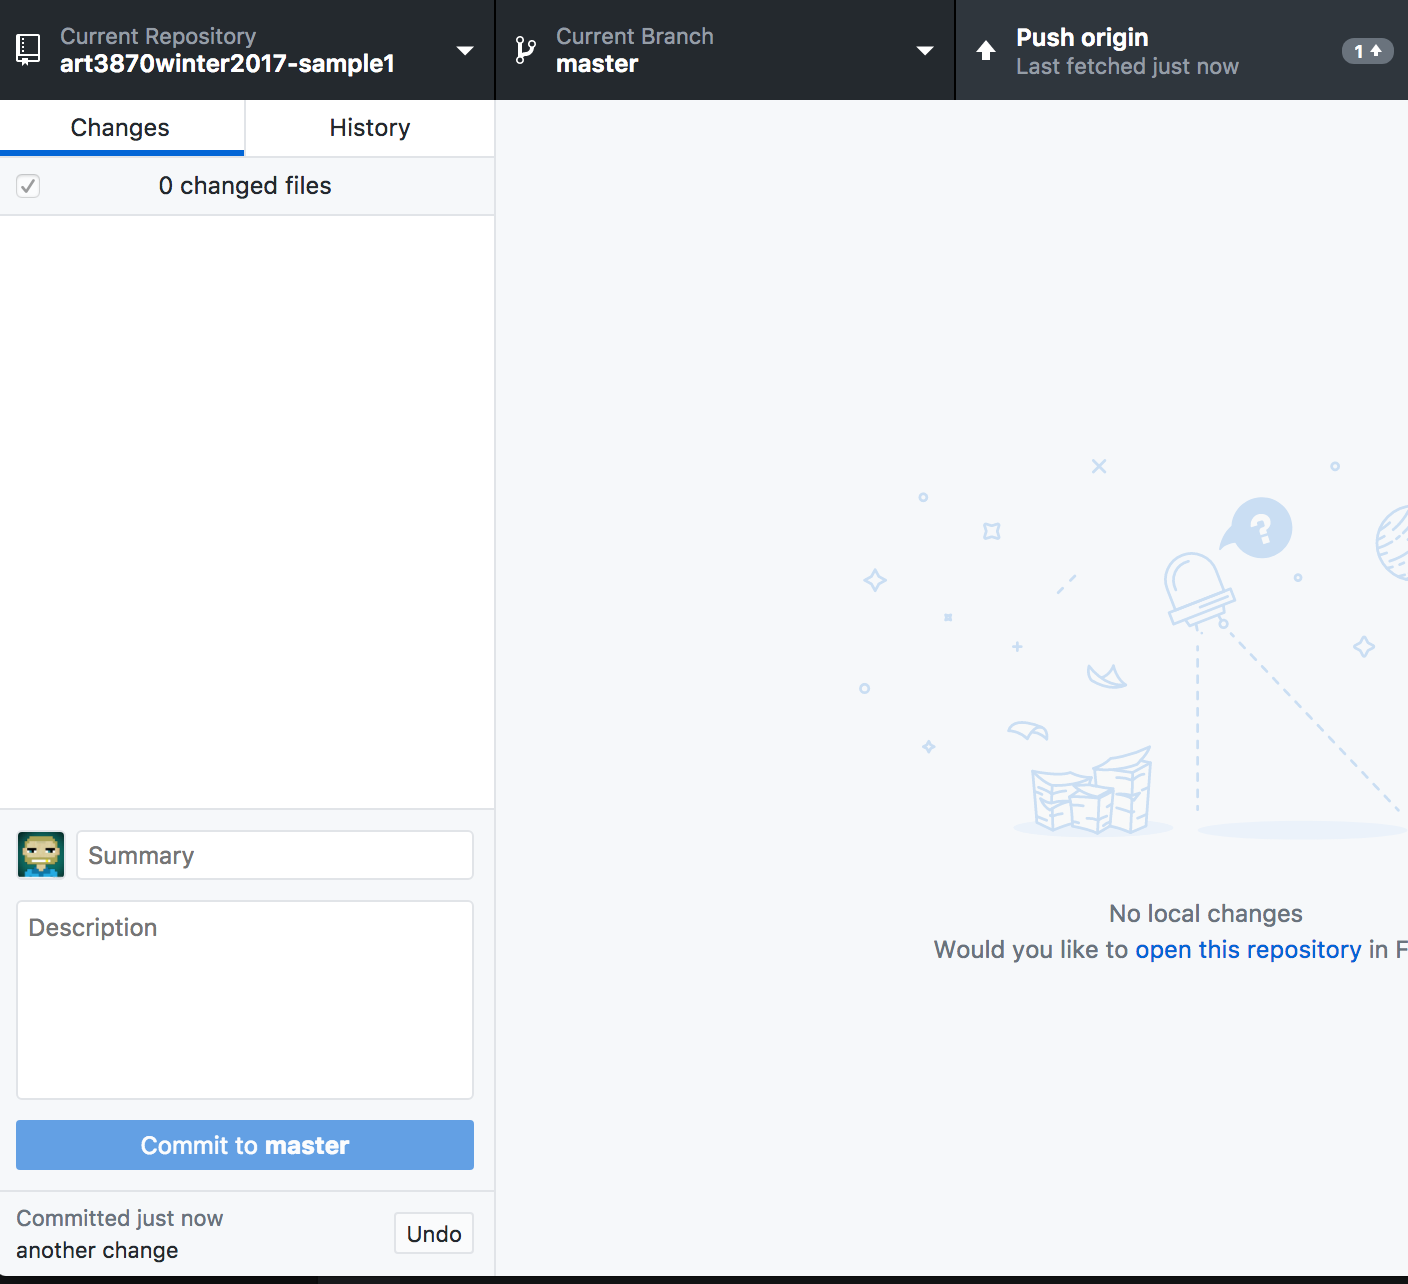 Current Repository
art3870winter2017-sample1
Current Branch
master
Push origin
Last fetched just now
1
Changes
History
0 changed files
?
No local changes
Would you like to open this repository in F
Summary
Description
Commit to master
Committed just now
another change
Undo